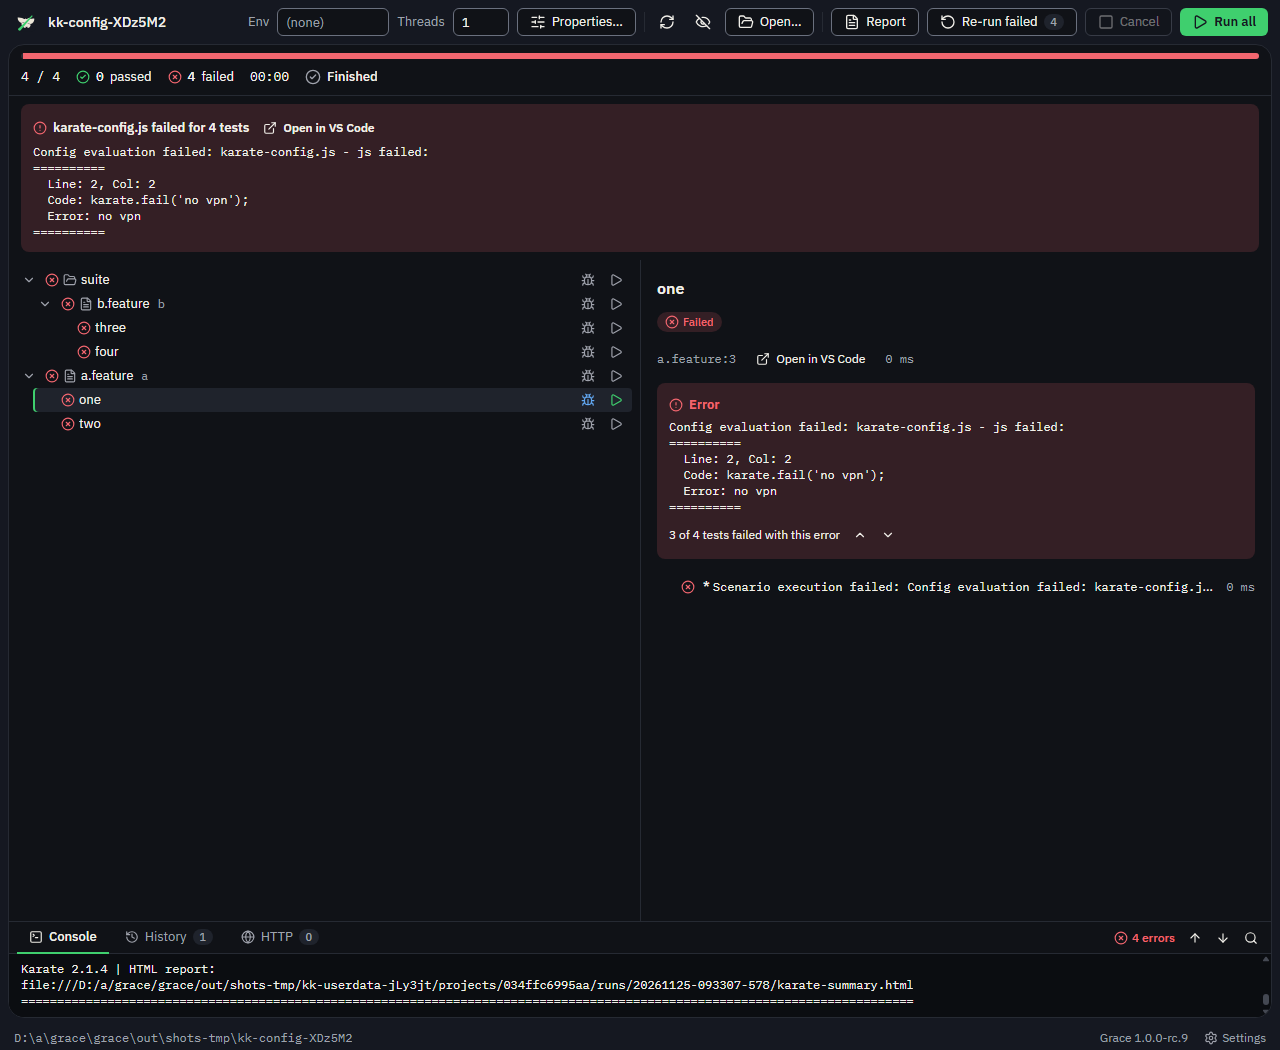 kk-config-XDz5M2 Env (none) Threads 1 Properties... Open... Report Re-run failed 4 Cancel Run all
4 / 4 0 passed 4 failed 00:00 Finished
karate-config.js failed for 4 tests Open in VS Code
Config evaluation failed: karate-config.js - js failed:
==========
Line: 2, Col: 2
Code: karate.fail('no vpn');
Error: no vpn
==========
suite
b.feature b
three
four
a.feature a
one
two
one
Failed
a.feature:3 Open in VS Code 0 ms
Error
Config evaluation failed: karate-config.js - js failed:
==========
Line: 2, Col: 2
Code: karate.fail('no vpn');
Error: no vpn
==========
3 of 4 tests failed with this error
* Scenario execution failed: Config evaluation failed: karate-config.j... 0 ms
Console History 1 HTTP 0 4 errors
Karate 2.1.4 | HTML report:
file:///D:/a/grace/grace/out/shots-tmp/kk-userdata-jLy3jt/projects/034ffc6995aa/runs/20261125-093307-578/karate-summary.html
============================================================================================================================
D:\a\grace\grace\out\shots-tmp\kk-config-XDz5M2 Grace 1.0.0-rc.9 Settings